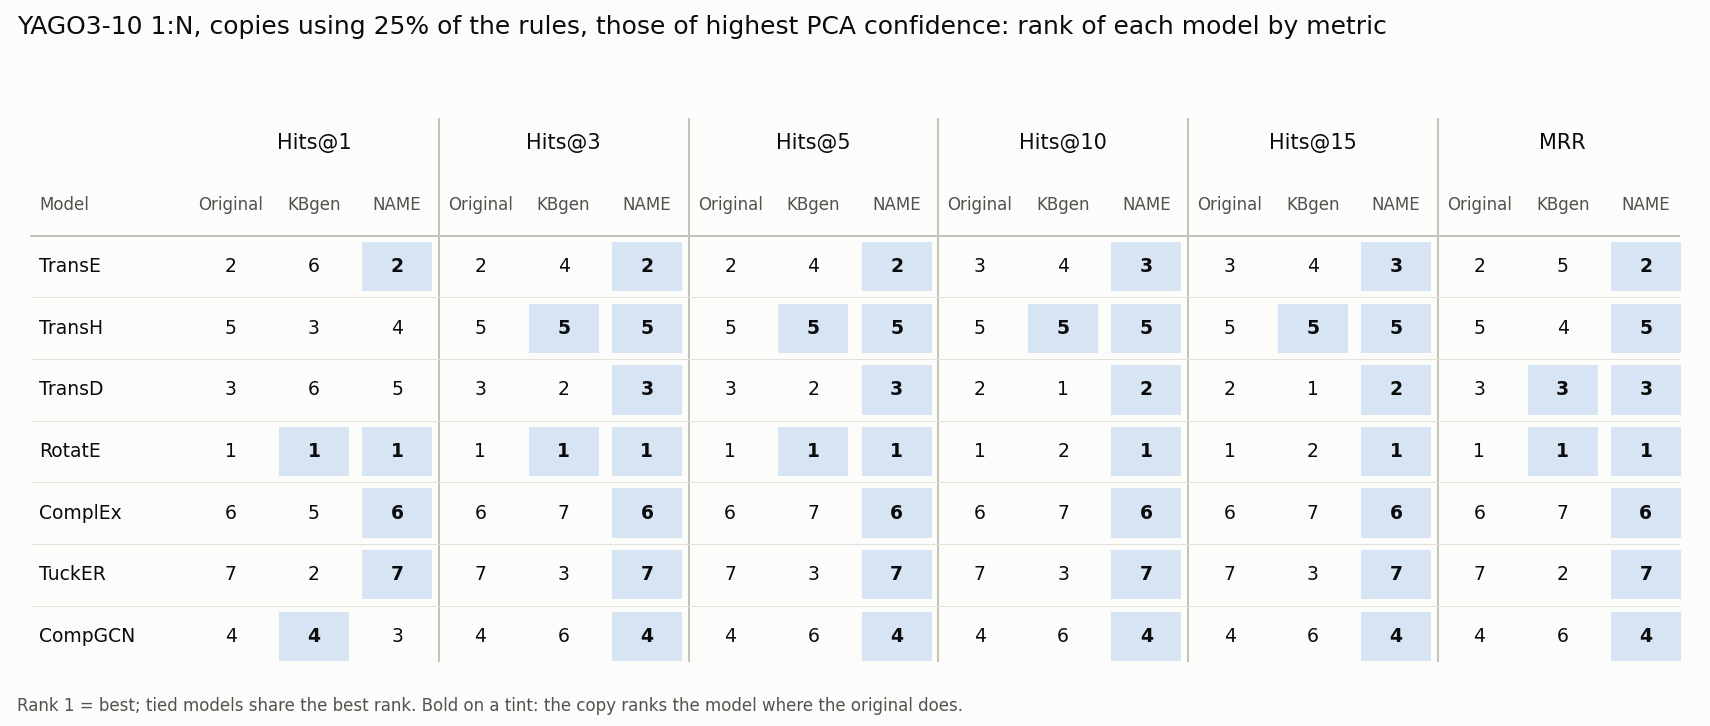 YAGO3-10 1:N, copies using 25% of the rules, those of highest PCA confidence: rank of each model by metric
Hits@1 Hits@3 Hits@5 Hits@10 Hits@15 MRR
Model Original KBgen NAME Original KBgen NAME Original KBgen NAME Original KBgen NAME Original KBgen NAME Original KBgen NAME
TransE 2 6 2 2 4 2 2 4 2 3 4 3 3 4 3 2 5 2
TransH 5 3 4 5 5 5 5 5 5 5 5 5 5 5 5 5 4 5
TransD 3 6 5 3 2 3 3 2 3 2 1 2 2 1 2 3 3 3
RotatE 1 1 1 1 1 1 1 1 1 1 2 1 1 2 1 1 1 1
ComplEx 6 5 6 6 7 6 6 7 6 6 7 6 6 7 6 6 7 6
TuckER 7 2 7 7 3 7 7 3 7 7 3 7 7 3 7 7 2 7
CompGCN 4 4 3 4 6 4 4 6 4 4 6 4 4 6 4 4 6 4
Rank 1 = best; tied models share the best rank. Bold on a tint: the copy ranks the model where the original does.